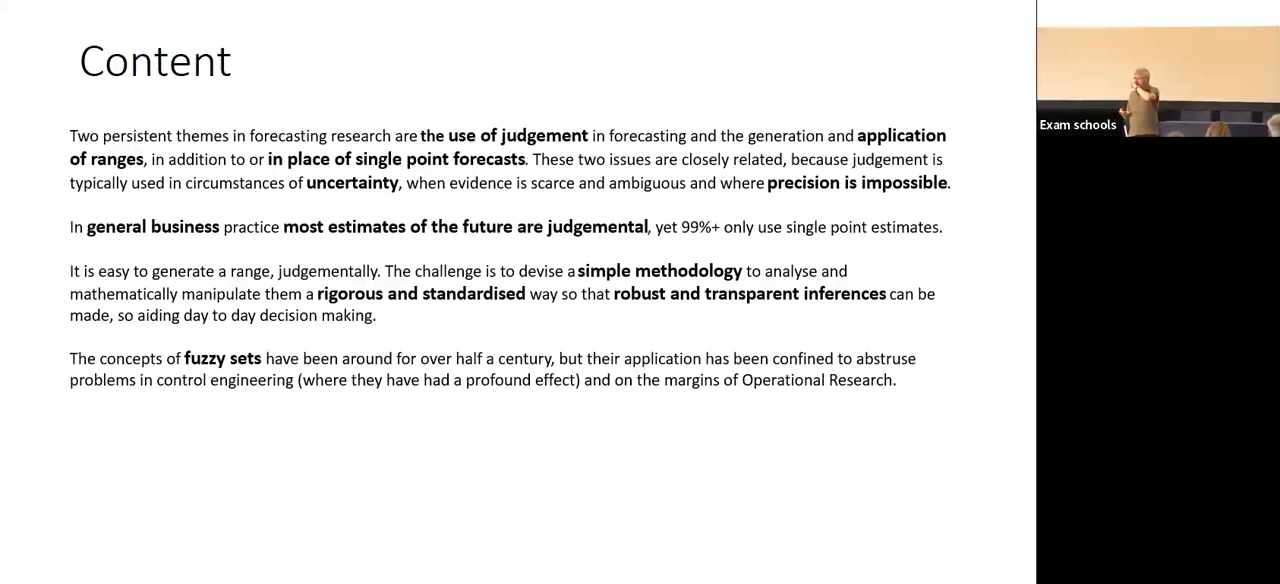 Content
Two persistent themes in forecasting research are the use of judgement in forecasting and the generation and application
of ranges, in addition to or in place of single point forecasts. These two issues are closely related, because judgement is
typically used in circumstances of uncertainty, when evidence is scarce and ambiguous and where precision is impossible.
In general business practice most estimates of the future are judgemental, yet 99%+ only use single point estimates.
It is easy to generate a range, judgementally. The challenge is to devise a simple methodology to analyse and
mathematically manipulate them a rigorous and standardised way so that robust and transparent inferences can be
made, so aiding day to day decision making.
The concepts of fuzzy sets have been around for over half a century, but their application has been confined to abstruse
problems in control engineering (where they have had a profound effect) and on the margins of Operational Research.
Exam schools